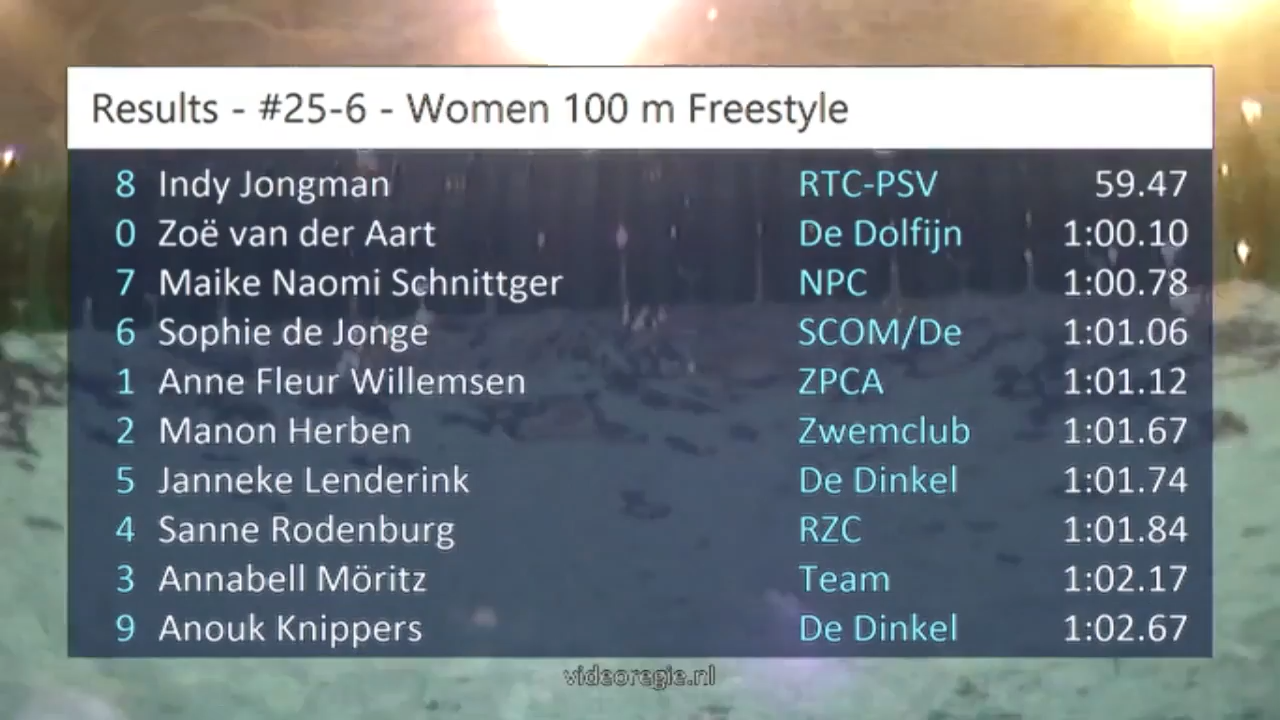 Results - #25-6 - Women 100 m Freestyle
8 Indy Jongman RTC-PSV 59.47
0 Zoë van der Aart De Dolfijn 1:00.10
7 Maike Naomi Schnittger NPC 1:00.78
6 Sophie de Jonge SCOM/De 1:01.06
1 Anne Fleur Willemsen ZPCA 1:01.12
2 Manon Herben Zwemclub 1:01.67
5 Janneke Lenderink De Dinkel 1:01.74
4 Sanne Rodenburg RZC 1:01.84
3 Annabell Möritz Team 1:02.17
9 Anouk Knippers De Dinkel 1:02.67
videoregie.nl